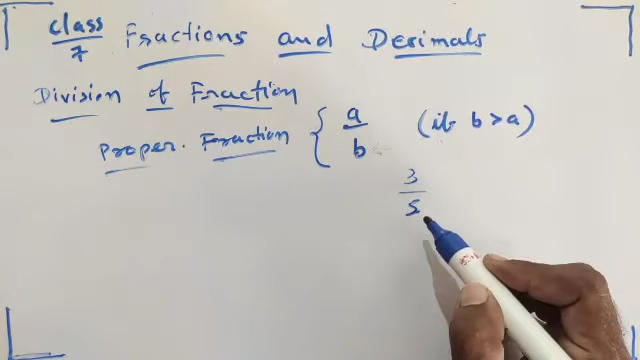 class
7 Fractions and Decimals
Division of Fraction
Proper. Fraction { a/b (if b > a)
3/5